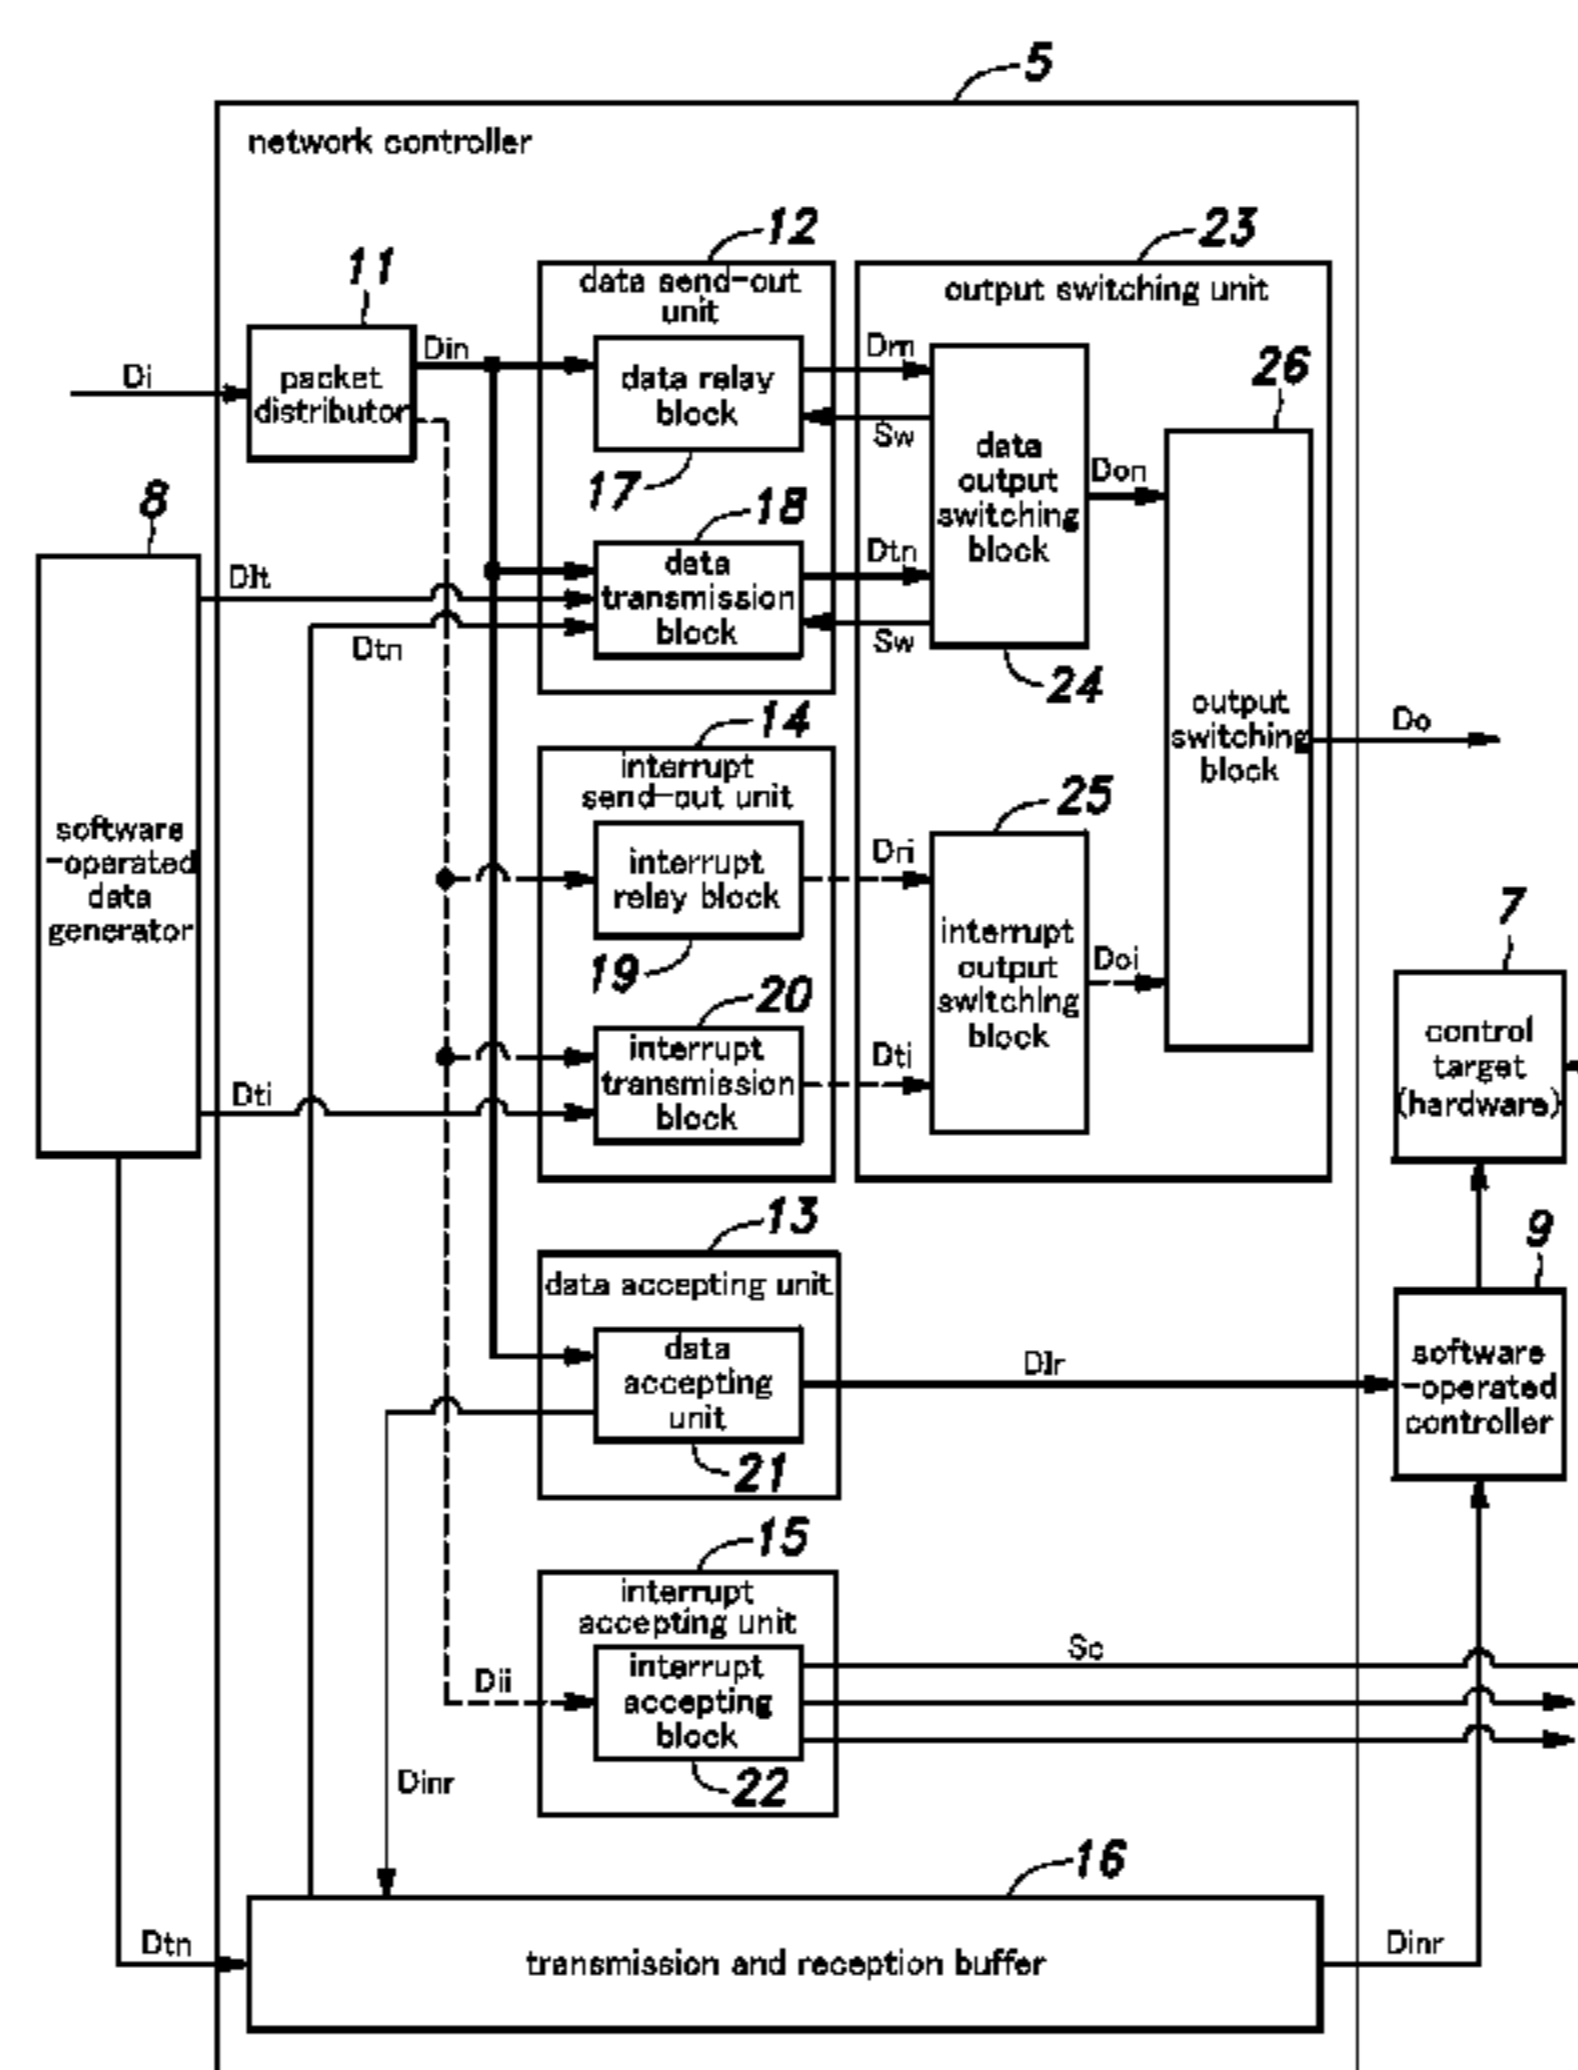 5
network controller
12
23
11
data send-out
unit
output switching unit
Din
Drn
26
Di
packet
distributor
data relay
block
Sw
data
output
switching
block
Don
17
8
18
Dtn
data
transmission
block
Dlt
Dtn
Sw
24
output
switching
block
Do
14
interrupt
send-out unit
25
software
-operated
data
generator
interrupt
relay block
Dri
7
19
interrupt
output
switching
block
Doi
20
control
target
(hardware)
interrupt
transmission
block
Dti
Dti
13
9
data accepting unit
data
accepting
unit
Dlr
software
-operated
controller
21
15
interrupt
accepting unit
Sc
interrupt
accepting
block
Dii
Dinr
22
16
Dtn
transmission and reception buffer
Dinr